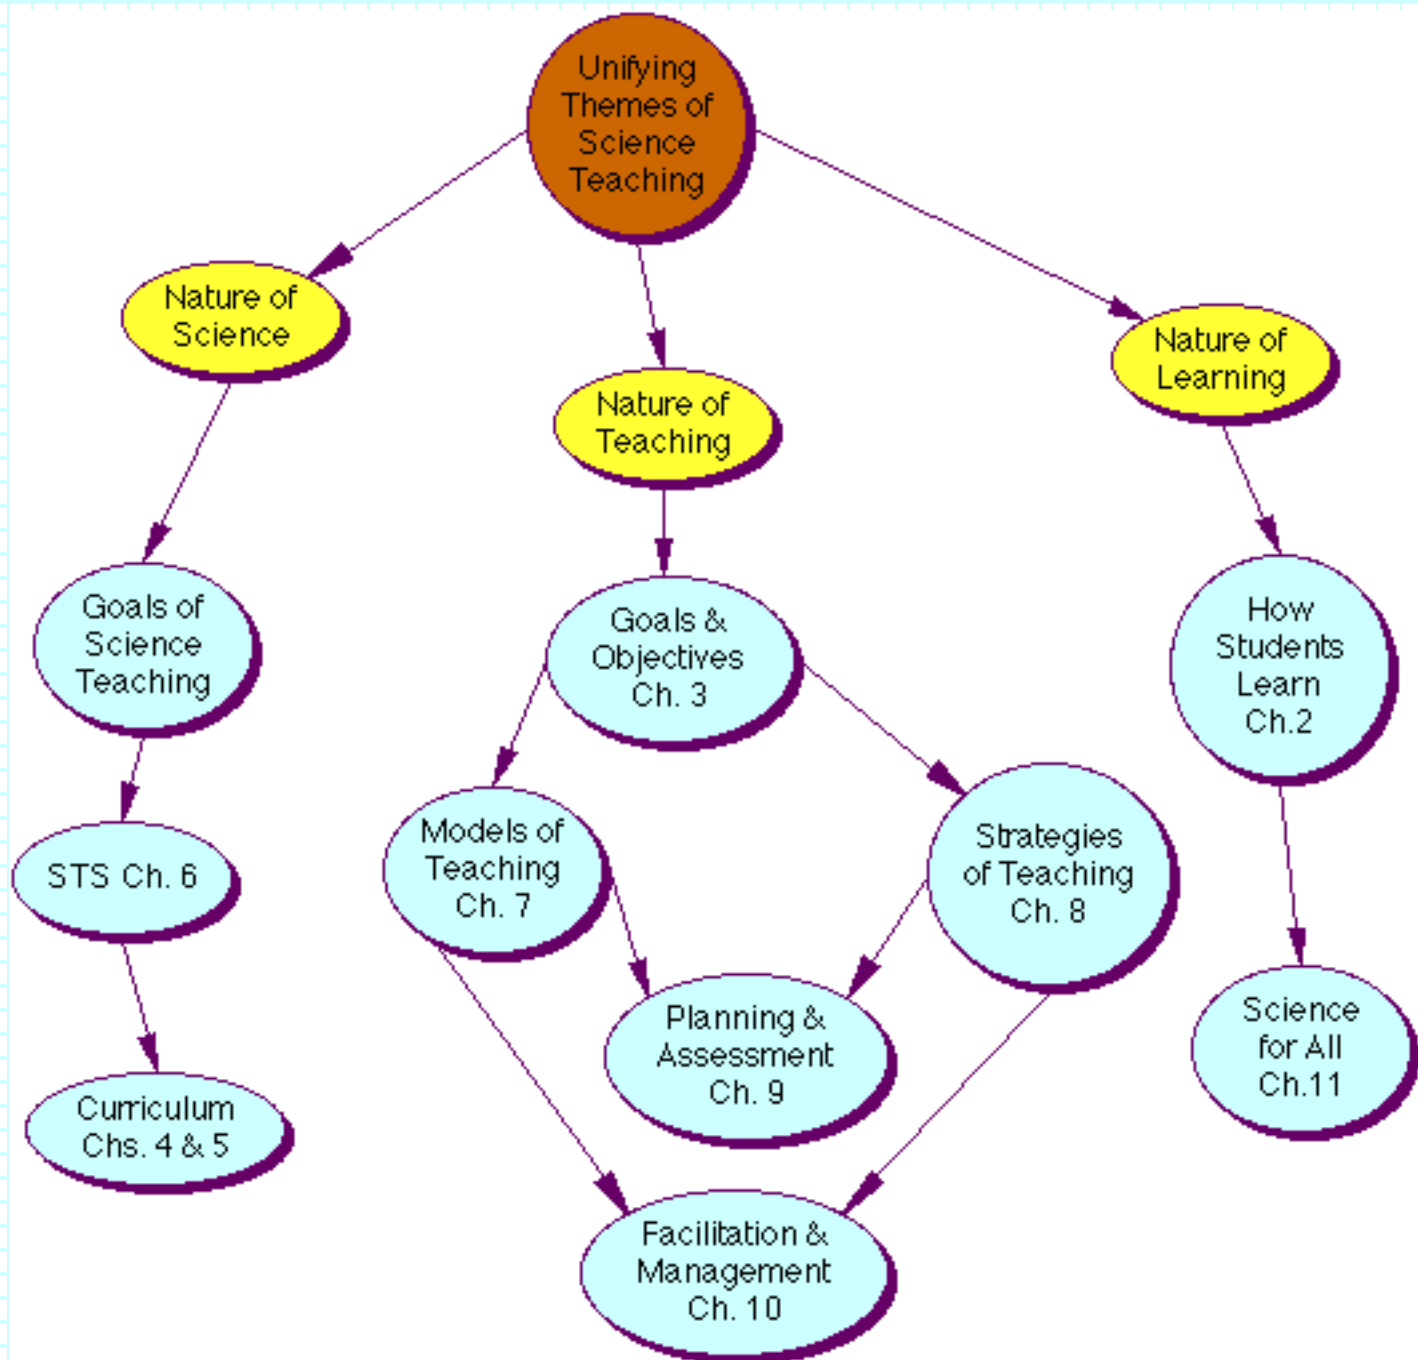 Unifying
Themes of
Science
Teaching
Nature of
Science
Nature of
Teaching
Nature of
Learning
Goals of
Science
Teaching
Goals &
Objectives
Ch. 3
How
Students
Learn
Ch.2
STS Ch. 6
Models of
Teaching
Ch. 7
Strategies
of Teaching
Ch. 8
Planning &
Assessment
Ch. 9
Science
for All
Ch.11
Curriculum
Chs. 4 & 5
Facilitation &
Management
Ch. 10